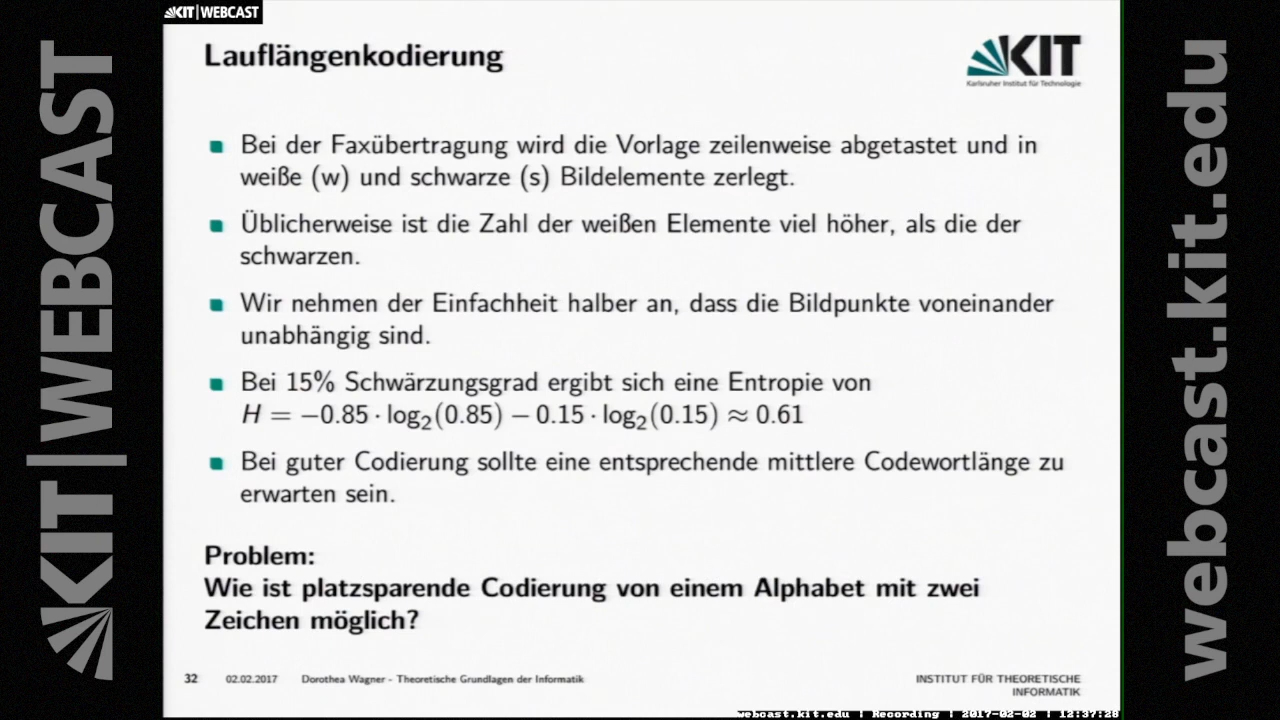 KIT|WEBCAST
KIT|WEBCAST
webcast.kit.edu
Lauflängenkodierung
KIT
Karlsruher Institut für Technologie
Bei der Faxübertragung wird die Vorlage zeilenweise abgetastet und in
weiße (w) und schwarze (s) Bildelemente zerlegt.
Üblicherweise ist die Zahl der weißen Elemente viel höher, als die der
schwarzen.
Wir nehmen der Einfachheit halber an, dass die Bildpunkte voneinander
unabhängig sind.
Bei 15% Schwärzungsgrad ergibt sich eine Entropie von
H = −0.85 · log₂(0.85) − 0.15 · log₂(0.15) ≈ 0.61
Bei guter Codierung sollte eine entsprechende mittlere Codewortlänge zu
erwarten sein.
Problem:
Wie ist platzsparende Codierung von einem Alphabet mit zwei
Zeichen möglich?
32 02.02.2017 Dorothea Wagner - Theoretische Grundlagen der Informatik
INSTITUT FÜR THEORETISCHE
INFORMATIK
webcast.kit.edu | Recording | 2017-02-02 | 12:37:28